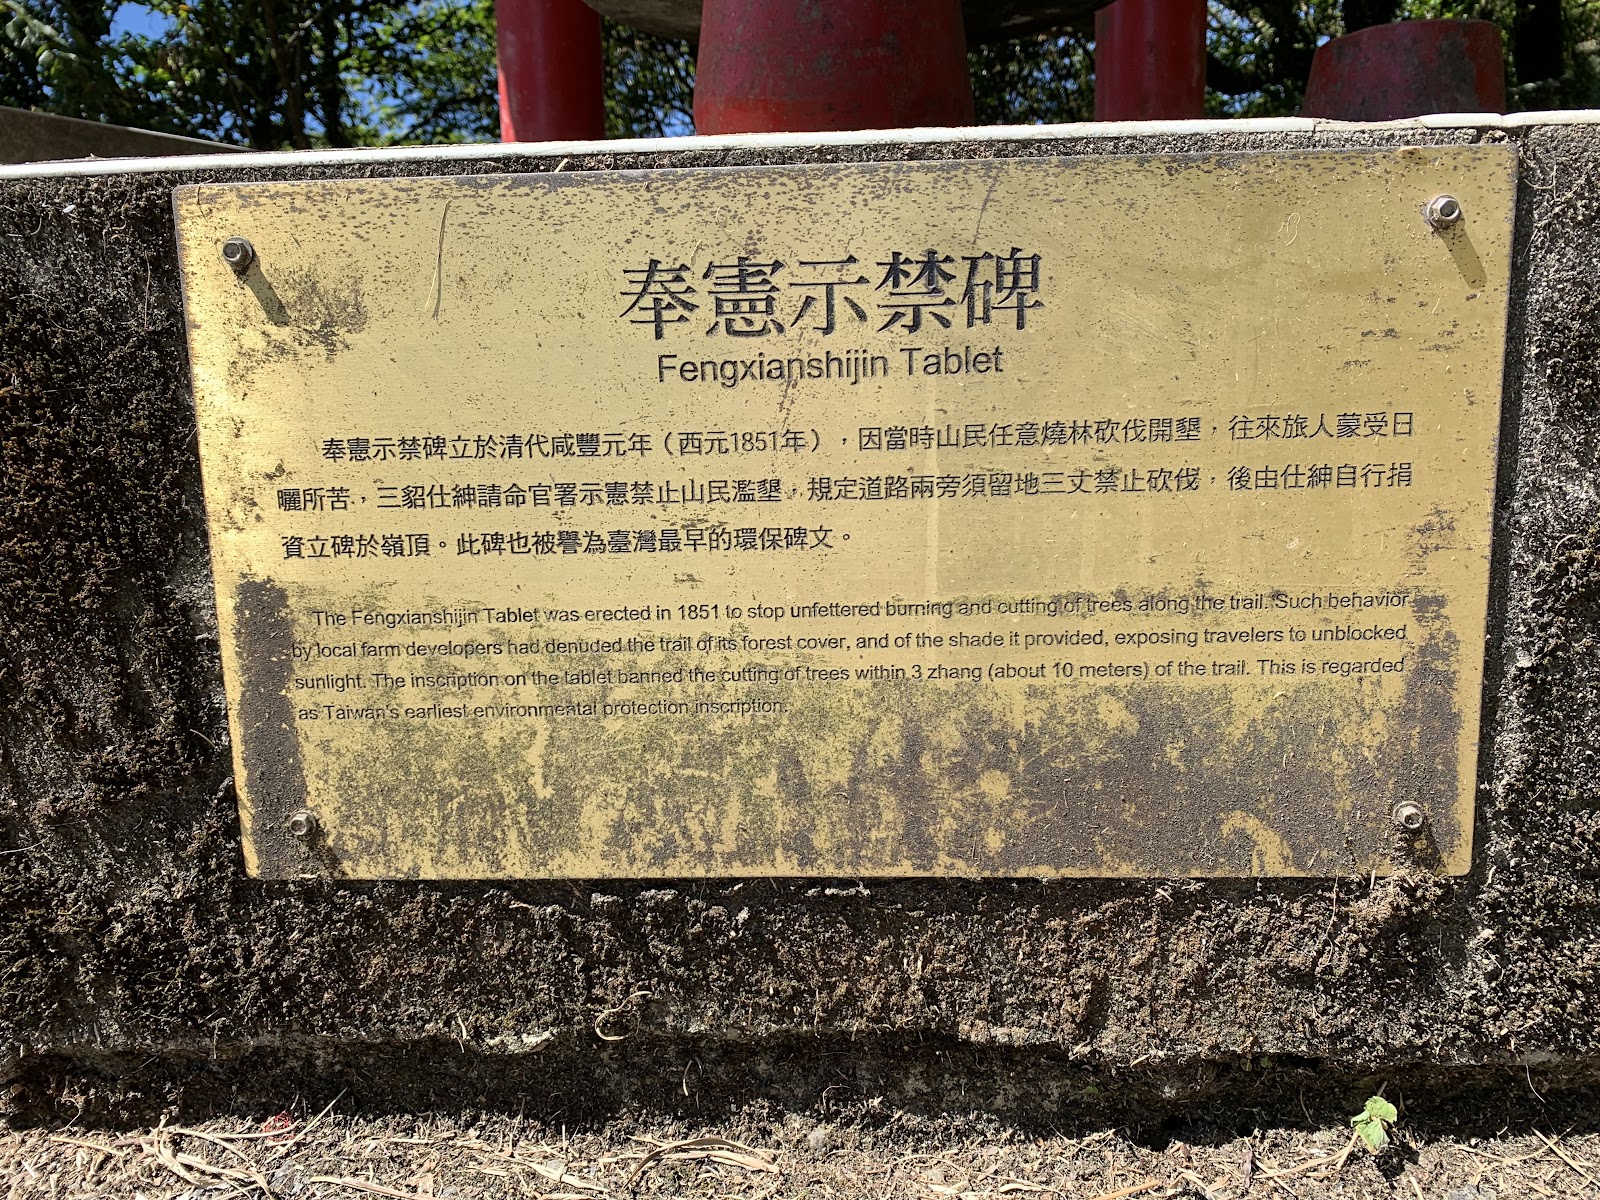 奉憲示禁碑
Fengxianshijin Tablet
奉憲示禁碑立於清代咸豐元年（西元1851年），因當時山民任意燒林砍伐開墾，往來旅人蒙受日
曬所苦，三貂仕紳請命官署示憲禁止山民濫墾，規定道路兩旁須留地三丈禁止砍伐，後由仕紳自行捐
資立碑於嶺頂。此碑也被譽為臺灣最早的環保碑文。
The Fengxianshijin Tablet was erected in 1851 to stop unfettered burning and cutting of trees along the trail. Such behavior
by local farm developers had denuded the trail of its forest cover, and of the shade it provided, exposing travelers to unblocked
sunlight. The inscription on the tablet banned the cutting of trees within 3 zhang (about 10 meters) of the trail. This is regarded
as Taiwan's earliest environmental protection inscription.